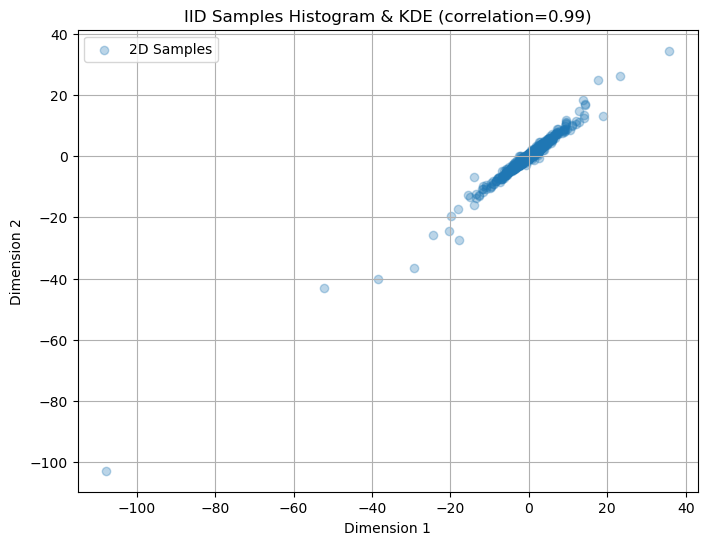 IID Samples Histogram & KDE (correlation=0.99)
2D Samples
40
20
0
−20
−40
−60
−80
−100
Dimension 2
−100 −80 −60 −40 −20 0 20 40
Dimension 1